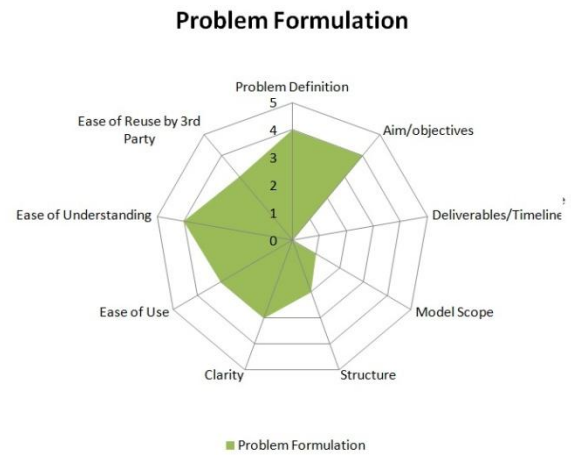 Problem Formulation
Problem Definition
5
Ease of Reuse by 3rd
Party
4
Aim/objectives
3
2
Ease of Understanding
1
Deliverables/Timeline
0
Ease of Use
Model Scope
Clarity
Structure
Problem Formulation